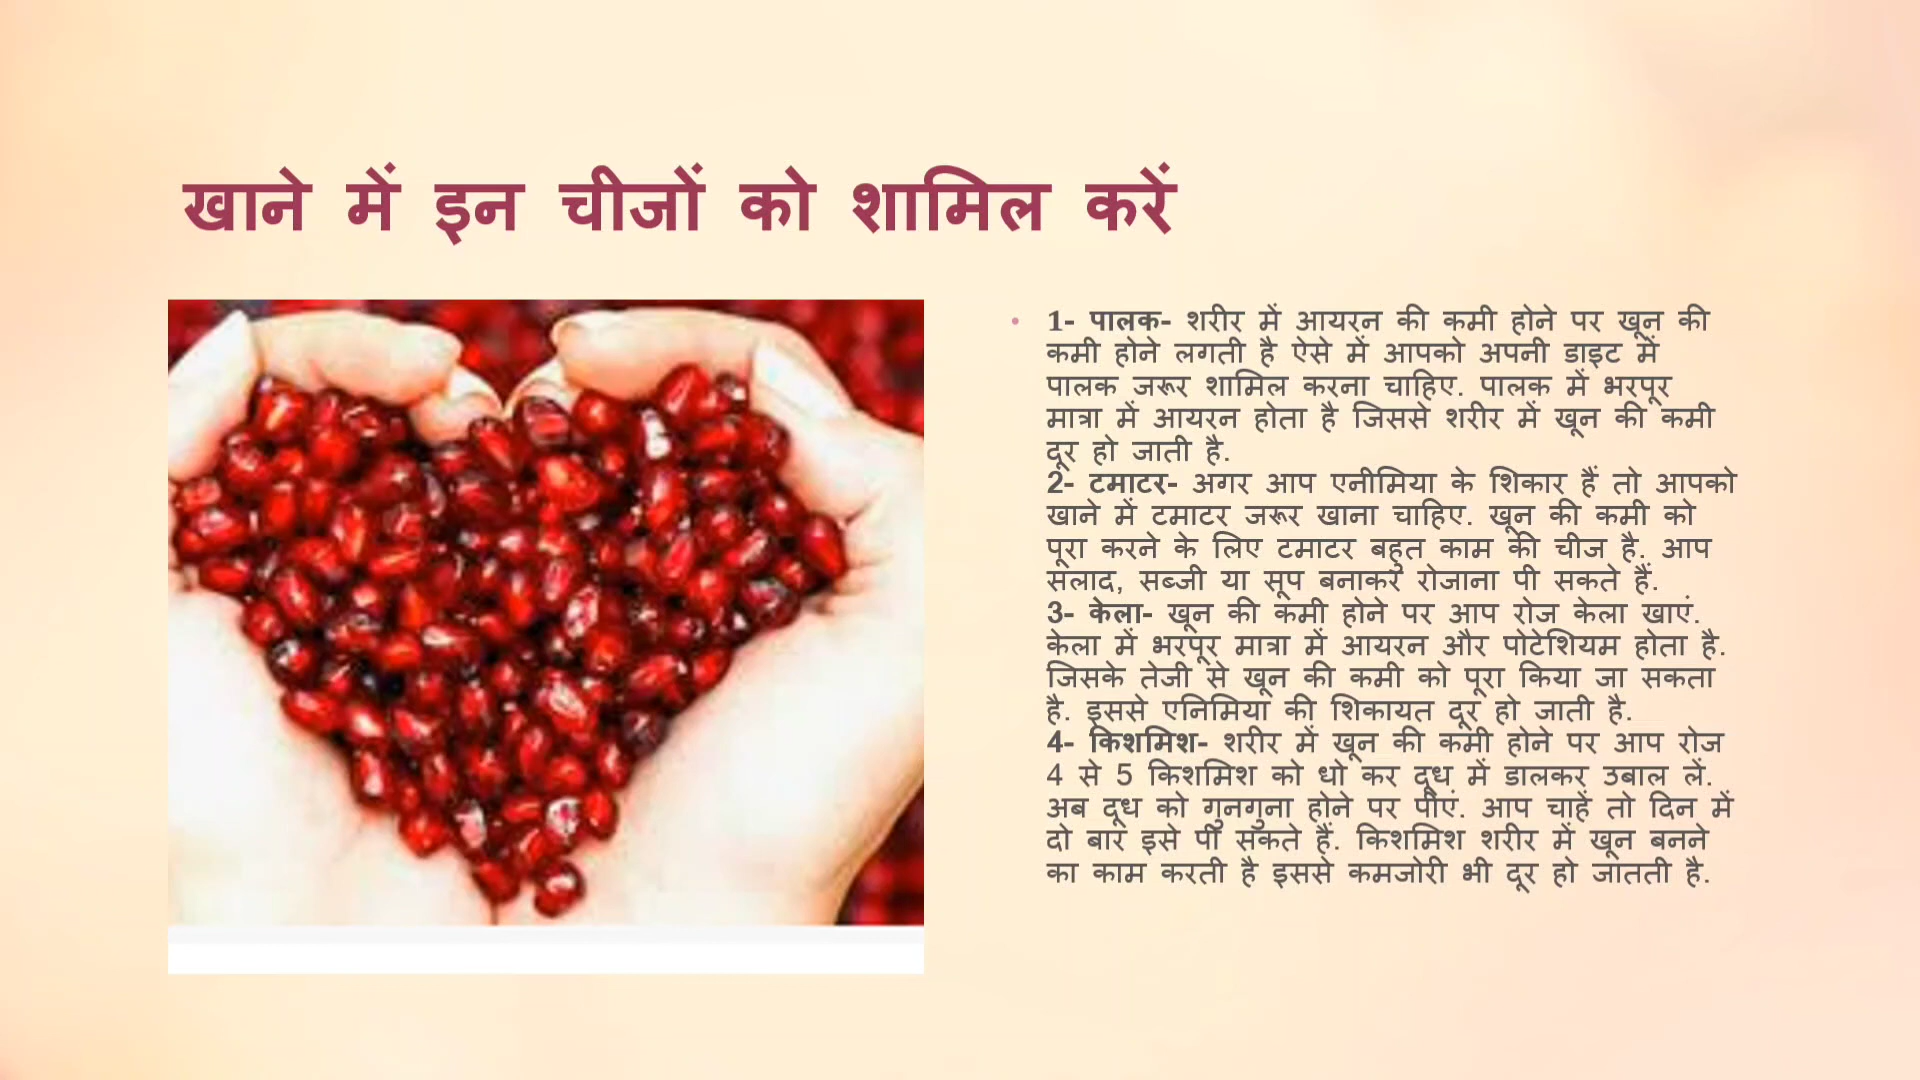 खाने में इन चीजों को शामिल करें
• 1- पालक- शरीर में आयरन की कमी होने पर खून की
कमी होने लगती है ऐसे में आपको अपनी डाइट में
पालक जरूर शामिल करना चाहिए. पालक में भरपूर
मात्रा में आयरन होता है जिससे शरीर में खून की कमी
दूर हो जाती है.
2- टमाटर- अगर आप एनीमिया के शिकार हैं तो आपको
खाने में टमाटर जरूर खाना चाहिए. खून की कमी को
पूरा करने के लिए टमाटर बहुत काम की चीज है. आप
सलाद, सब्जी या सूप बनाकर रोजाना पी सकते हैं.
3- केला- खून की कमी होने पर आप रोज केला खाएं.
केला में भरपूर मात्रा में आयरन और पोटेशियम होता है.
जिसके तेजी से खून की कमी को पूरा किया जा सकता
है. इससे एनिमिया की शिकायत दूर हो जाती है.
4- किशमिश- शरीर में खून की कमी होने पर आप रोज
4 से 5 किशमिश को धो कर दूध में डालकर उबाल लें.
अब दूध को गुनगुना होने पर पीएं. आप चाहें तो दिन में
दो बार इसे पी सकते हैं. किशमिश शरीर में खून बनने
का काम करती है इससे कमजोरी भी दूर हो जातती है.